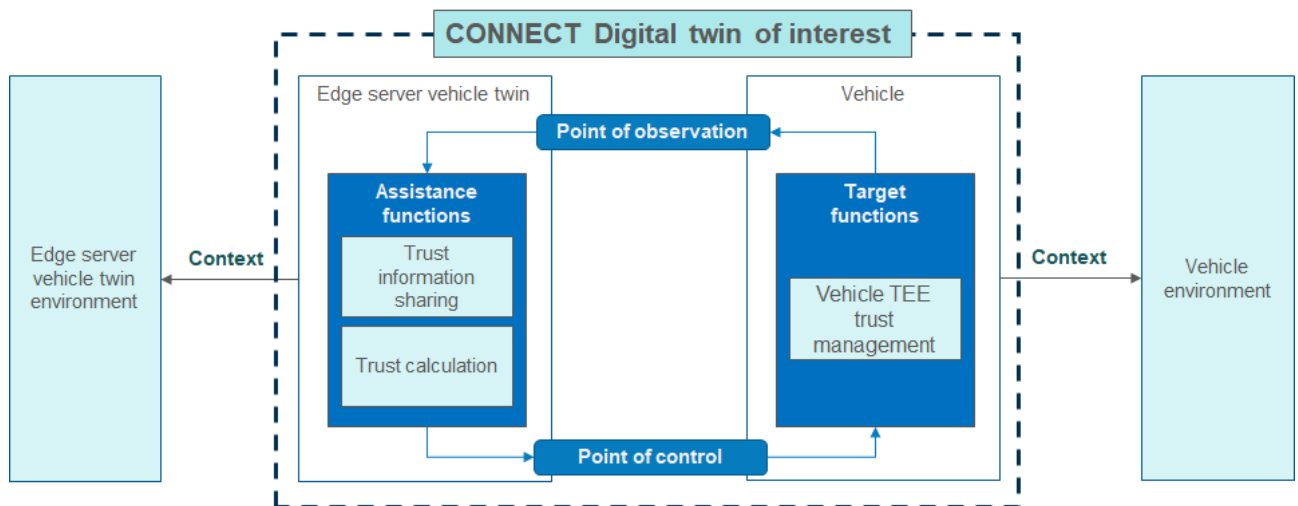 CONNECT Digital twin of interest
Edge server vehicle twin
Vehicle
Point of observation
Assistance
functions
Target
functions
Trust
information
sharing
Edge server
vehicle twin
environment
Context
Context
Vehicle
environment
Vehicle TEE
trust
management
Trust calculation
Point of control